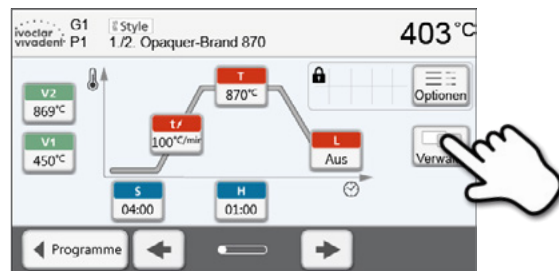 ivoclar
vivadent
G1
Style
P1
1./2. Opaquer-Brand 870
403°C
V2
869°C
T
870°C
Optionen
t
100°C/min
V1
450°C
L
Aus
S
04:00
H
01:00
Programme